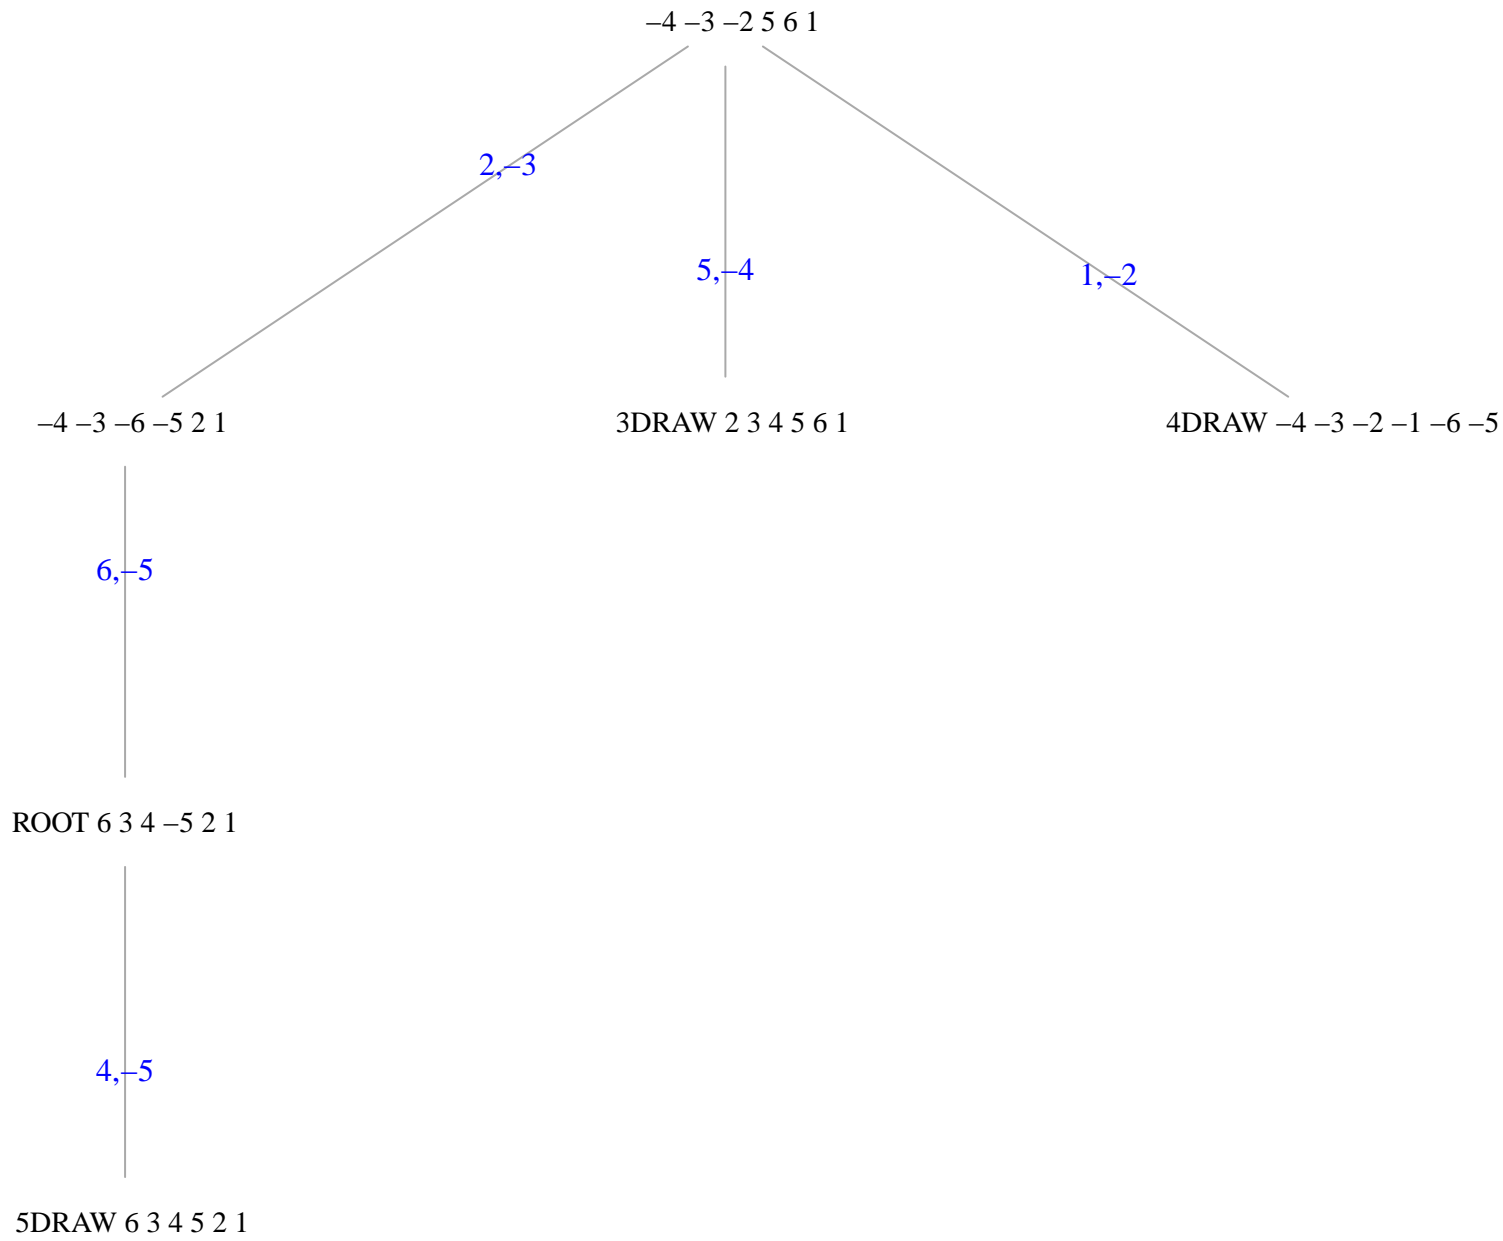 –4 –3 –2 5 6 1
2,–3
5,–4
1,–2
–4 –3 –6 –5 2 1
3DRAW 2 3 4 5 6 1
4DRAW –4 –3 –2 –1 –6 –5
6,–5
ROOT 6 3 4 –5 2 1
4,–5
5DRAW 6 3 4 5 2 1